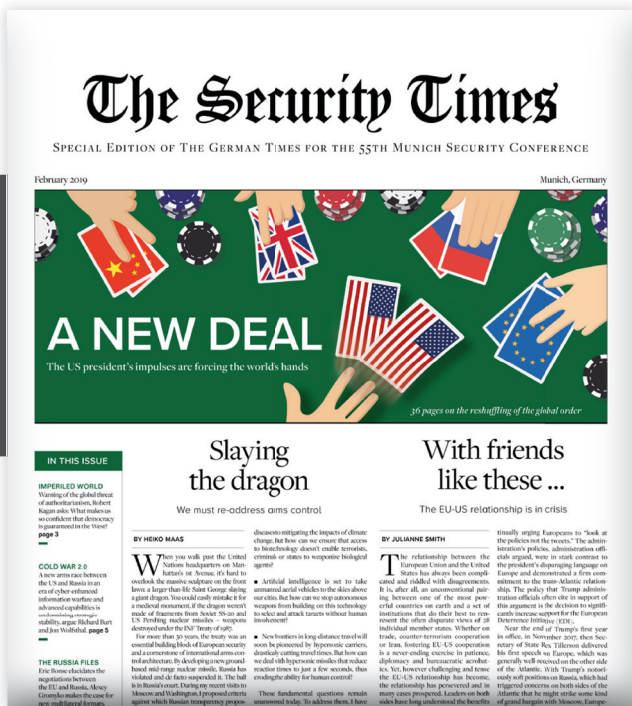 The Security Times
SPECIAL EDITION OF THE GERMAN TIMES FOR THE 55TH MUNICH SECURITY CONFERENCE
February 2019
Munich, Germany
A NEW DEAL
The US president's impulses are forcing the world's hands
36 pages on the reshuffling of the global order
IN THIS ISSUE
IMPERILED WORLD
Warning of the global threat
of authoritarianism, Robert
Kagan asks: What makes us
so confident that democracy
is guaranteed in the West?
page 3
COLD WAR 2.0
A new arms race between
the US and Russia in an
era of cyber-enhanced
information warfare and
advanced capabilities is
stability, argue Richard Burt
and Jon Wolfsthal. page 5
THE RUSSIA FILES
Eric Bonse elucidates the
negotiations between
the EU and Russia, Alexey
Gromyko makes the case for
new multilateral formats,
Slaying
the dragon
We must re-address aims control
BY HEIKO MAAS
When you walk past the United
Nations headquarters on Man-
hattan's 1st Avenue, it's hard to
overlook the massive sculpture on the front
lawn: a larger-than-life Saint George slaying
a giant dragon. You could easily mistake it for
a medieval monument, if the dragon weren't
made of fragments from Soviet SS-20 and
US Pershing nuclear missiles – weapons
destroyed under the INF Treaty of 1987.
For more than 30 years, the treaty was an
essential building block of European security
and a cornerstone of international arms con-
trol architecture. By developing a new ground-
based mid-range nuclear missile, Russia has
violated and de facto suspended it. The ball
is in Russia's court. During my recent visits to
Moscow and Washington, I proposed criteria
against which Russian transparency propos-
diseases to mitigating the impacts of climate
change. But how can we ensure that access
to biotechnology doesn't enable terrorists,
criminals or states to weaponize biological
agents?
■ Artificial intelligence is set to take
unmanned aerial vehicles to the skies above
our cities. But how can we stop autonomous
weapons from building on this technology
to select and attack targets without human
involvement?
■ New frontiers in long-distance travel will
soon be pioneered by hypersonic carriers,
drastically cutting travel times. But how can
we deal with hypersonic missiles that reduce
reaction times to just a few seconds, thus
eroding the ability for human control?
These fundamental questions remain
unanswered today. To address them, I have
With friends
like these ...
The EU-US relationship is in crisis
BY JULIANNE SMITH
The relationship between the
European Union and the United
States has always been compli-
cated and riddled with disagreements.
It is, after all, an unconventional pair-
ing between one of the most pow-
erful countries on earth and a set of
institutions that do their best to rep-
resent the often disparate views of 28
individual member states. Whether on
trade, counter-terrorism cooperation
or Iran, fostering EU-US cooperation
is a never-ending exercise in patience,
diplomacy and bureaucratic acrobat-
ics. Yet, however challenging and tense
the EU-US relationship has become,
the relationship has persevered and in
many cases prospered. Leaders on both
sides have long understood the benefits
tinually urging Europeans to "look at
the policies not the tweets." The admin-
istration's policies, administration offi-
cials argued, were in stark contrast to
the president's disparaging language on
Europe and demonstrated a firm com-
mitment to the trans-Atlantic relation-
ship. The policy that Trump adminis-
tration officials often cite in support of
this argument is the decision to signifi-
cantly increase support for the European
Deterrence Initiative (EDI).
Near the end of Trump's first year
in office, in November 2017, then Sec-
retary of State Rex Tillerson delivered
his first speech on Europe, which was
generally well-received on the other side
of the Atlantic. With Trump's notori-
ously soft positions on Russia, which had
triggered concerns on both sides of the
Atlantic that he might strike some kind
of grand bargain with Moscow, Europe-